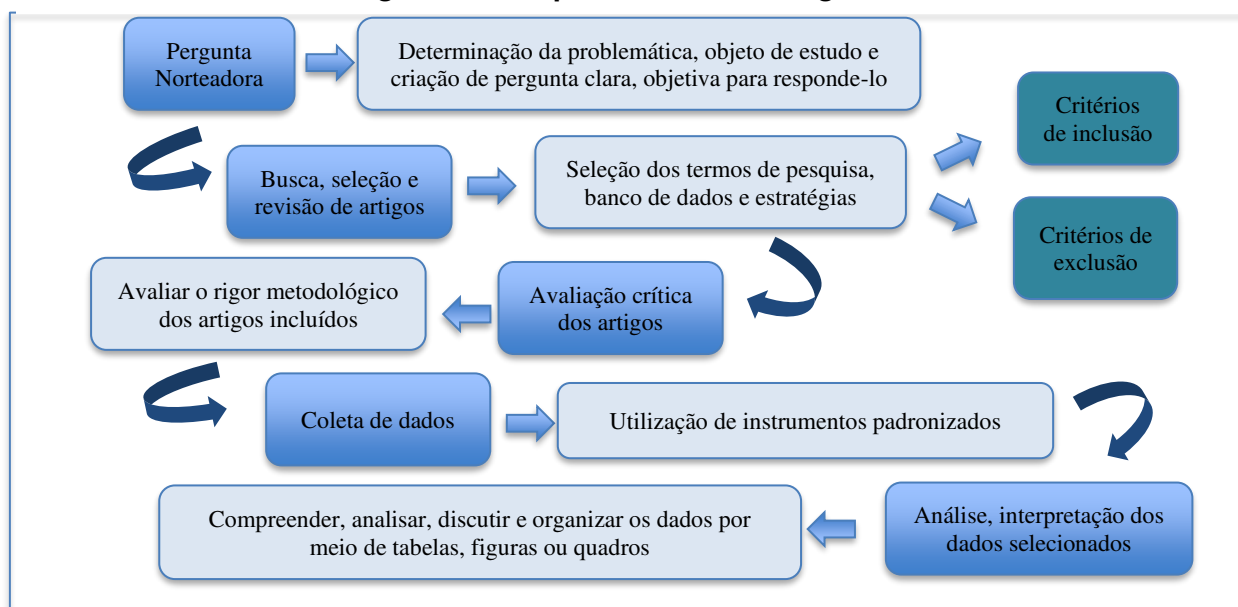 Pergunta
Norteadora
Determinação da problemática, objeto de estudo e
criação de pergunta clara, objetiva para responde-lo
Critérios
de inclusão
Busca, seleção e
revisão de artigos
Seleção dos termos de pesquisa,
banco de dados e estratégias
Critérios de
exclusão
Avaliação crítica
dos artigos
Avaliar o rigor metodológico
dos artigos incluídos
Coleta de dados
Utilização de instrumentos padronizados
Análise, interpretação dos
dados selecionados
Compreender, analisar, discutir e organizar os dados por
meio de tabelas, figuras ou quadros